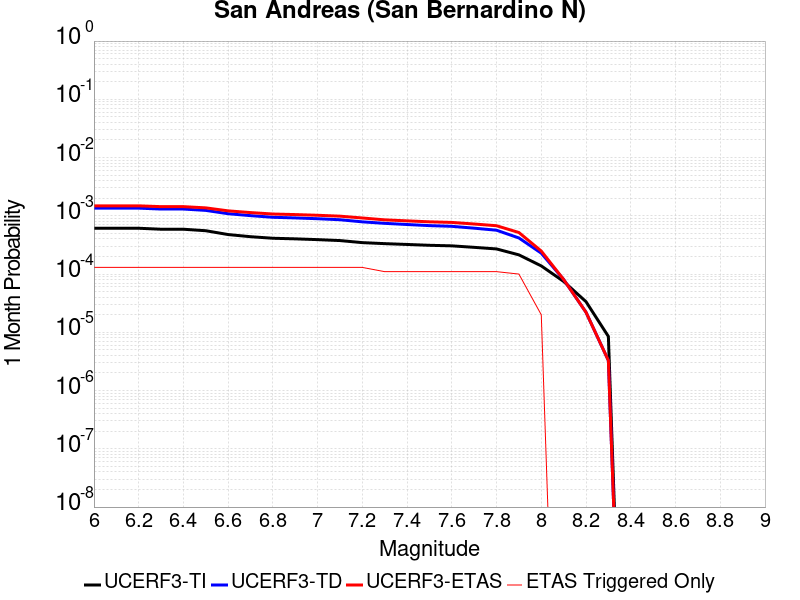 San Andreas (San Bernardino N)
10^0
10^-1
10^-2
10^-3
10^-4
10^-5
10^-6
10^-7
10^-8
1 Month Probability
6 6.2 6.4 6.6 6.8 7 7.2 7.4 7.6 7.8 8 8.2 8.4 8.6 8.8 9
Magnitude
UCERF3-TI UCERF3-TD UCERF3-ETAS ETAS Triggered Only